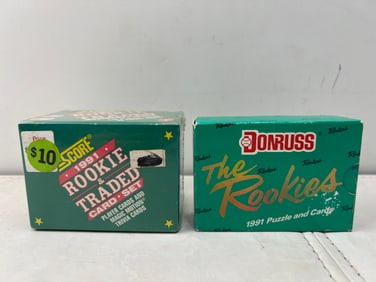 $10
SCORE®
1991
ROOKIE
&
TRADED
CARD • SET
PLAYER CARDS AND
MAGIC MOTION®
TRIVIA CARDS
DONRUSS®
The
Rookies
1991 Puzzle and Cards